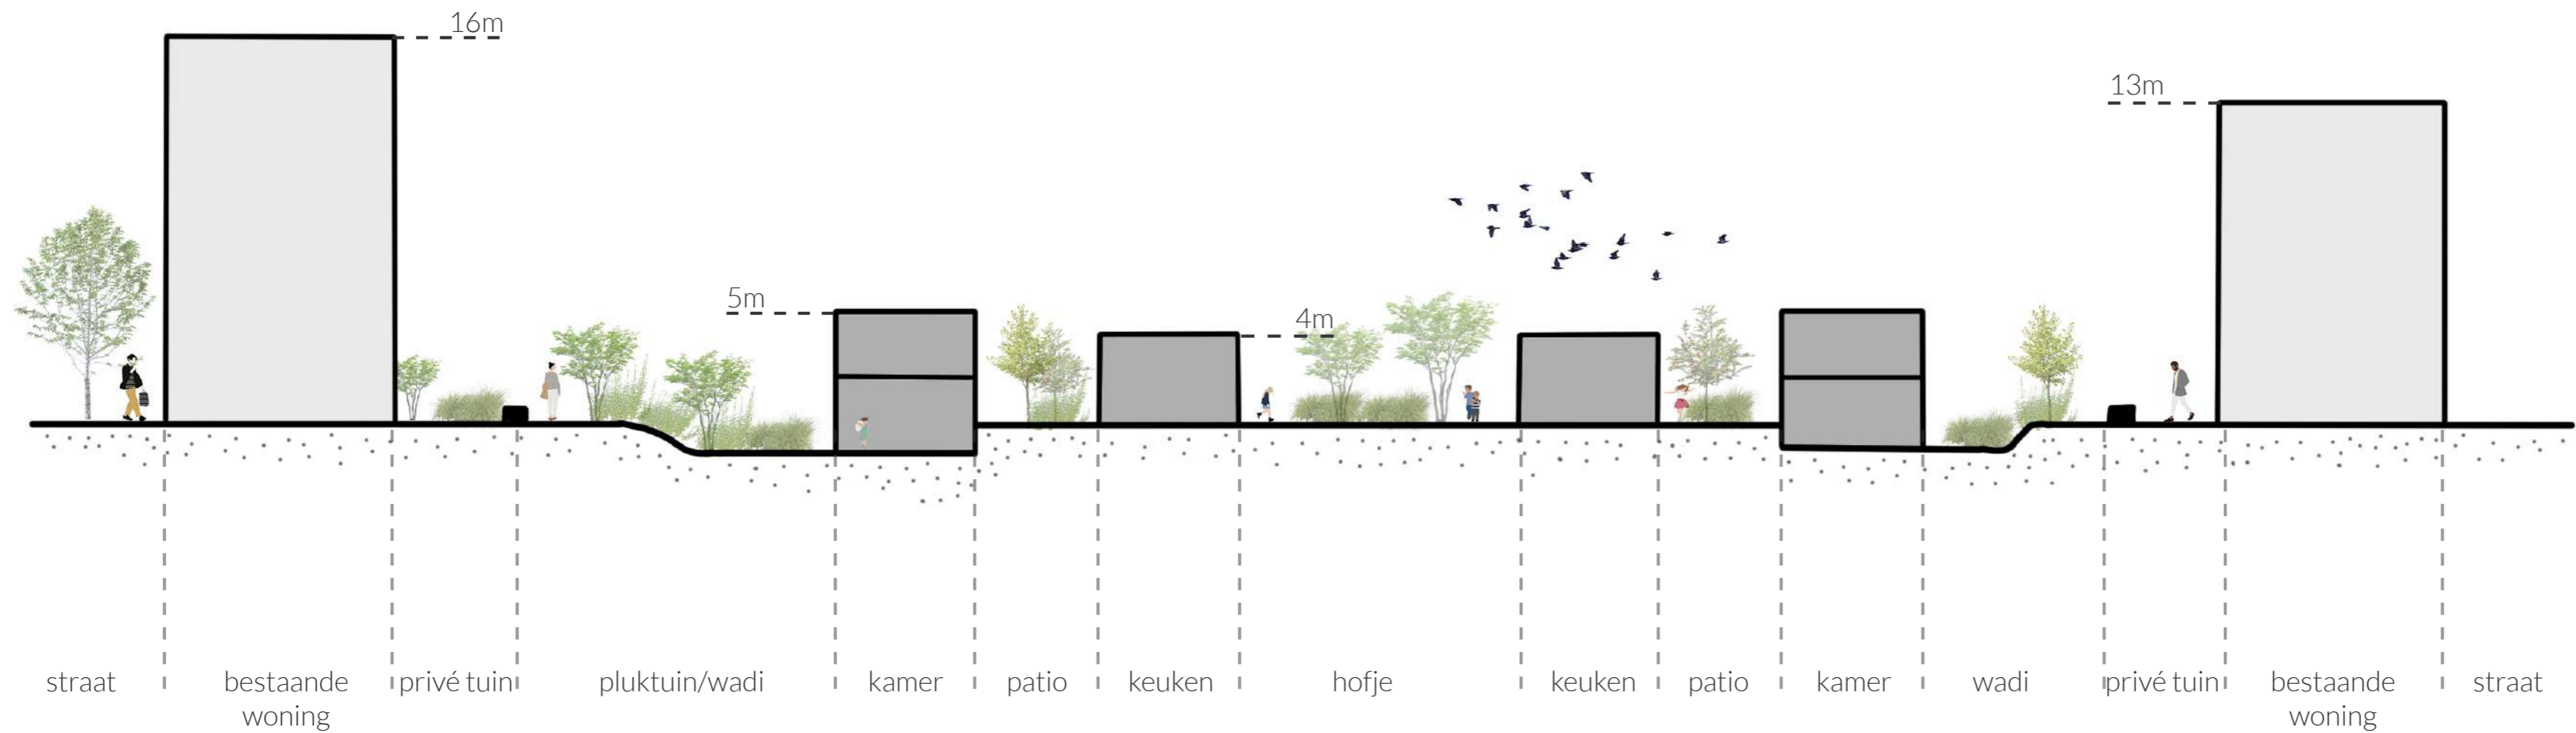 16m
13m
5m
4m
straat
bestaande
woning
privé tuin
pluktuin/wadi
kamer
patio
keuken
hofje
keuken
patio
kamer
wadi
privé tuin
bestaande
woning
straat